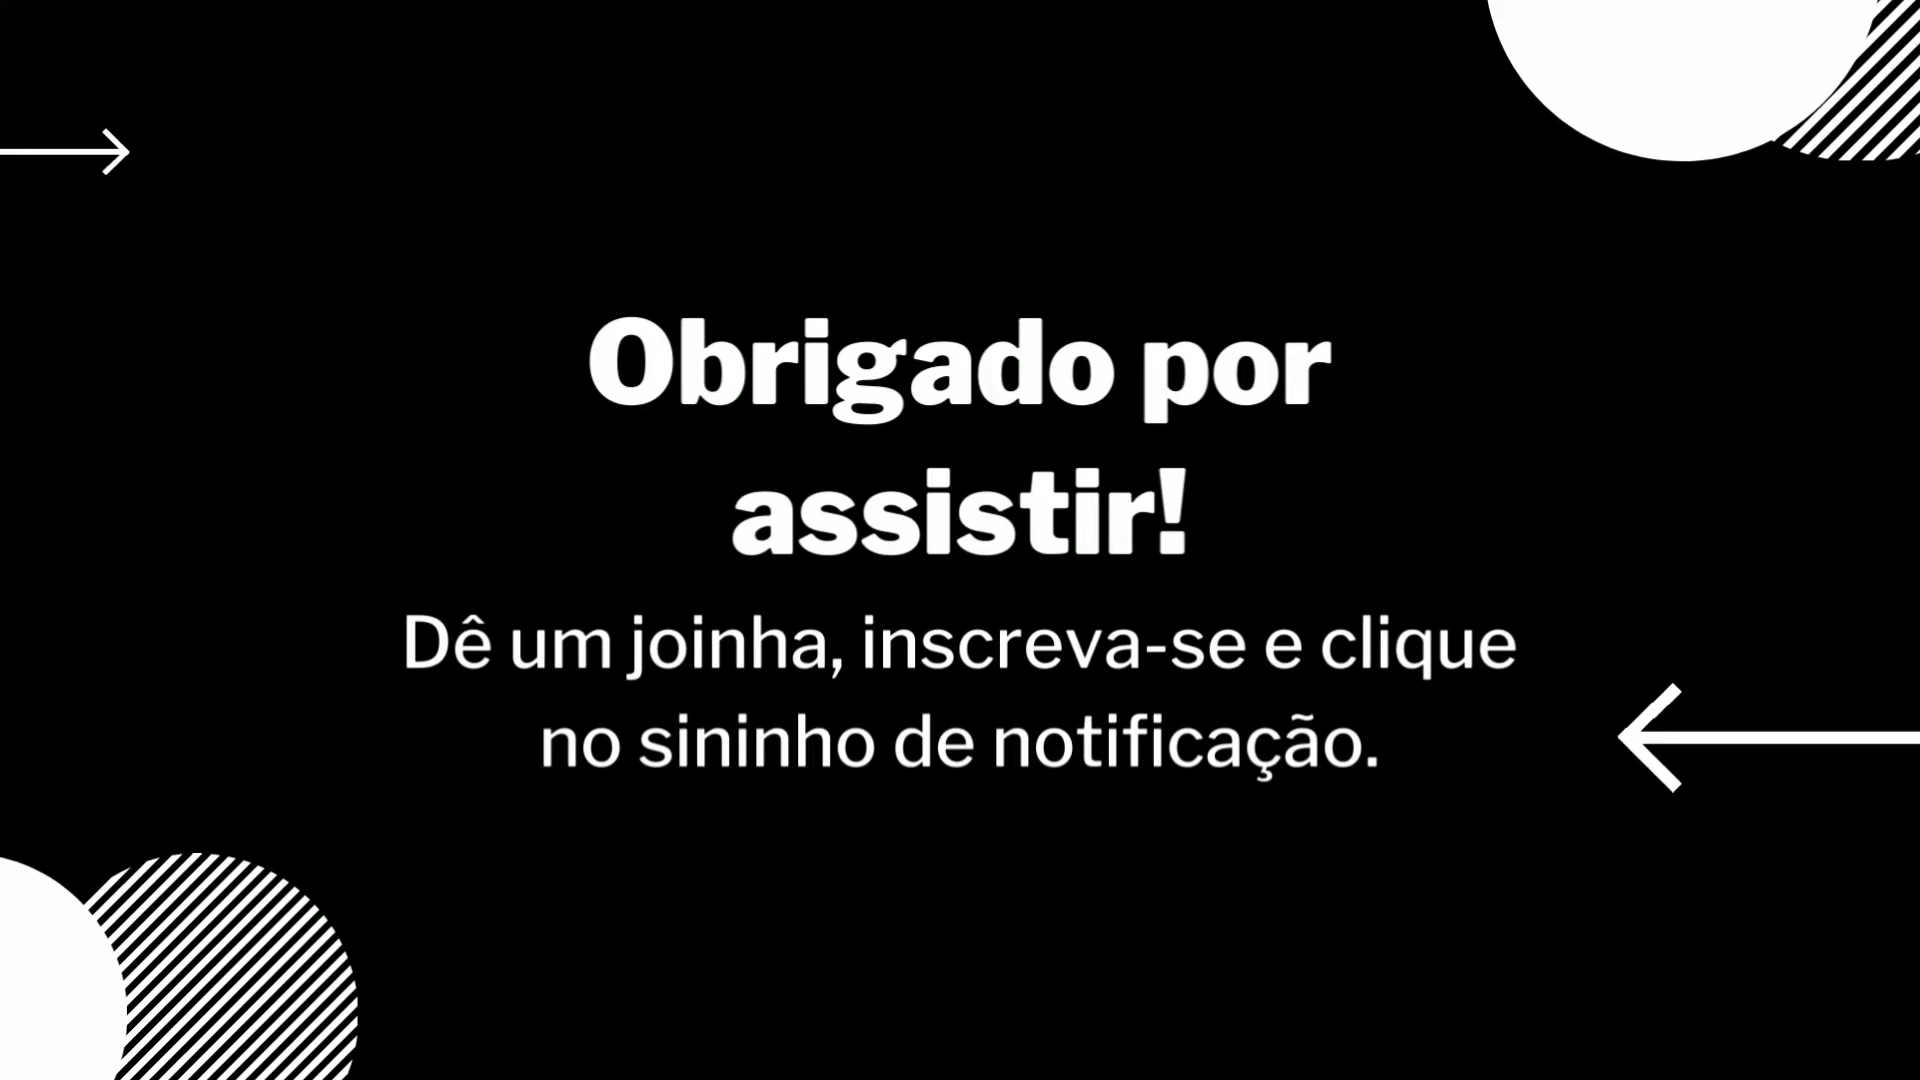 Obrigado por
assistir!
Dê um joinha, inscreva-se e clique
no sininho de notificação.